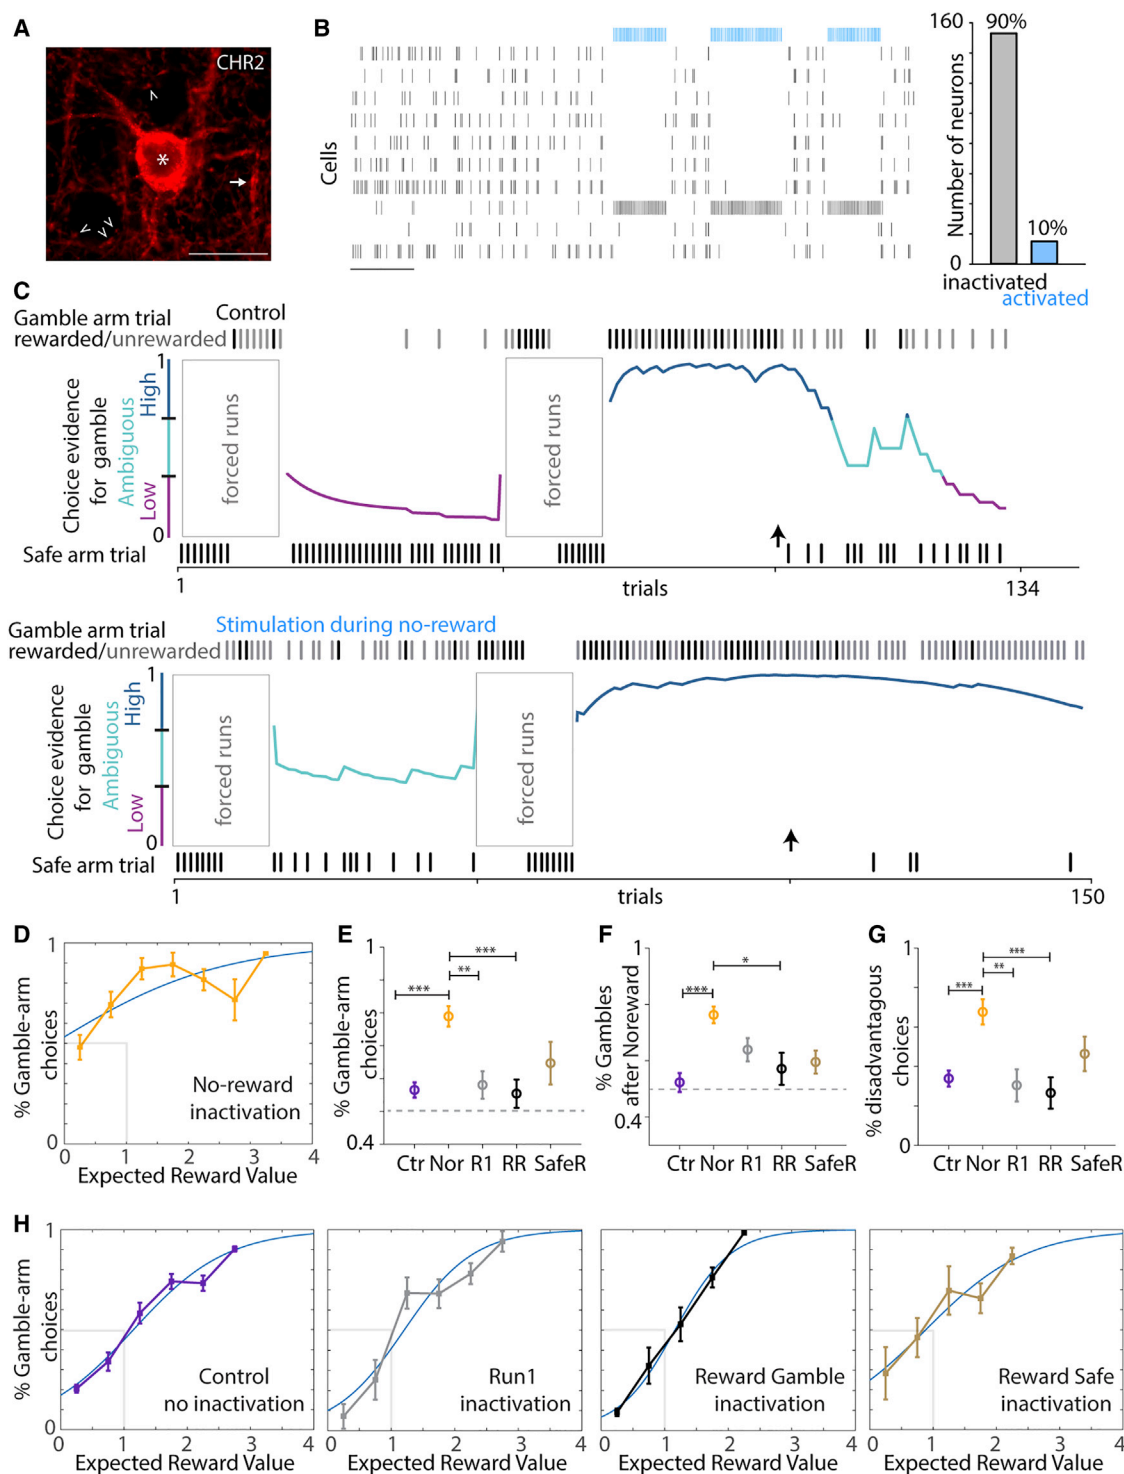 A
CHR2
B
Cells
160
90%
Number of neurons
10%
0
inactivated
activated
C
Gamble arm trial
rewarded/unrewarded
Control
1
High
Ambiguous
Low
0
Choice evidence
for gamble
forced runs
forced runs
Safe arm trial
1
trials
134
Gamble arm trial
rewarded/unrewarded
Stimulation during no-reward
1
High
Ambiguous
Low
0
Choice evidence
for gamble
forced runs
forced runs
Safe arm trial
1
trials
150
D
1
% Gamble-arm
choices
No-reward
inactivation
0
0 1 2 3 4
Expected Reward Value
E
1
% Gamble-arm
choices
***
**
***
0.4
Ctr Nor R1 RR SafeR
F
1
% Gambles
after Noreward
*
***
0.4
Ctr Nor R1 RR SafeR
G
1
% disadvantagous
choices
***
**
***
0
Ctr Nor R1 RR SafeR
H
1
% Gamble-arm
choices
Control
no inactivation
0
0 1 2 3 4
Expected Reward Value
Run1
inactivation
0 1 2 3 4
Expected Reward Value
Reward Gamble
inactivation
0 1 2 3 4
Expected Reward Value
Reward Safe
inactivation
0 1 2 3 4
Expected Reward Value